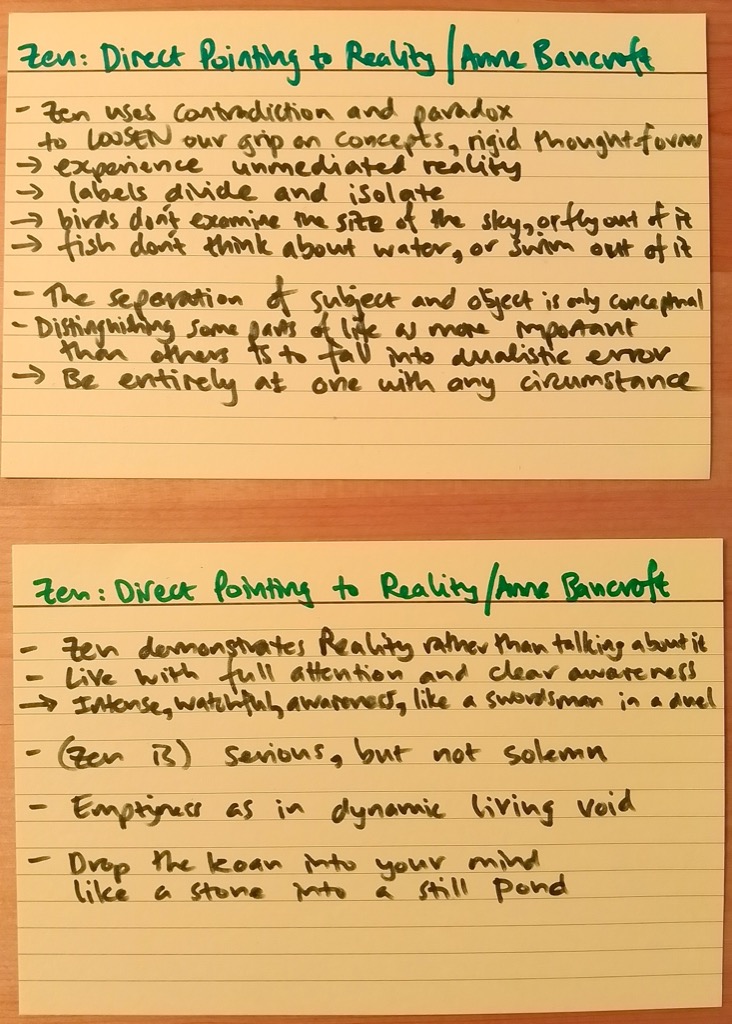 Zen: Direct Pointing to Reality / Anne Bancroft
- Zen uses contradiction and paradox
to LOOSEN our grip on concepts, rigid thought-forms
→ experience unmediated reality
→ labels divide and isolate
→ birds don't examine the size of the sky, or fly out of it
→ fish don't think about water, or swim out of it
- The separation of subject and object is only conceptual
- Distinguishing some parts of life as more important
than others is to fall into dualistic error
→ Be entirely at one with any circumstance
Zen: Direct Pointing to Reality / Anne Bancroft
- Zen demonstrates Reality rather than talking about it
- Live with full attention and clear awareness
→ Intense, watchful, awareness, like a swordsman in a duel
- (Zen is) serious, but not solemn
- Emptyness as in dynamic living void
- Drop the koan into your mind
like a stone into a still pond